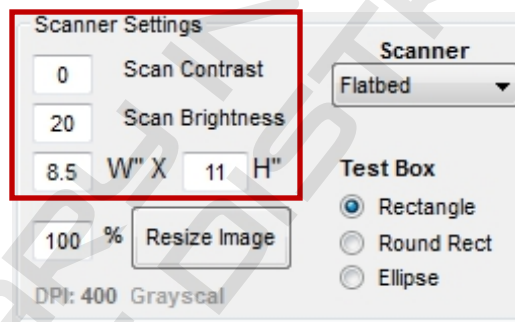 Scanner Settings
0 Scan Contrast
20 Scan Brightness
8.5 W" X 11 H"
100 % Resize Image
DPI: 400 Grayscal
Scanner
Flatbed
Test Box
Rectangle
Round Rect
Ellipse